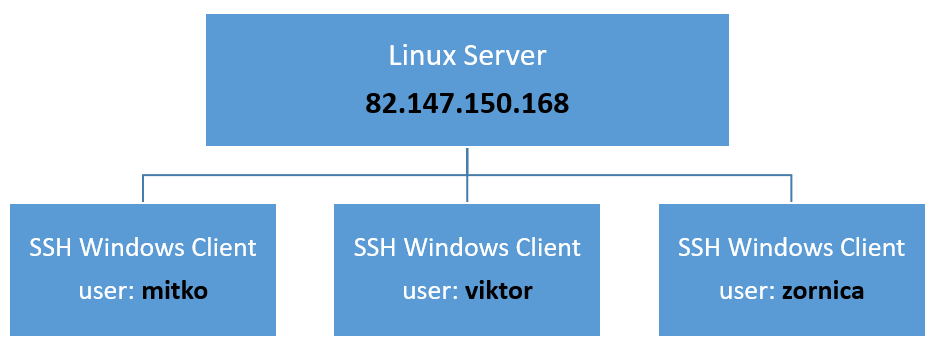 Linux Server
82.147.150.168
SSH Windows Client
user: mitko
SSH Windows Client
user: viktor
SSH Windows Client
user: zornica